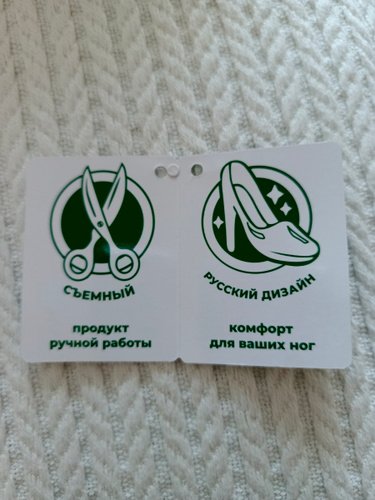 СЪЕМНЫЙ
продукт
ручной работы
РУССКИЙ ДИЗАЙН
комфорт
для ваших ног